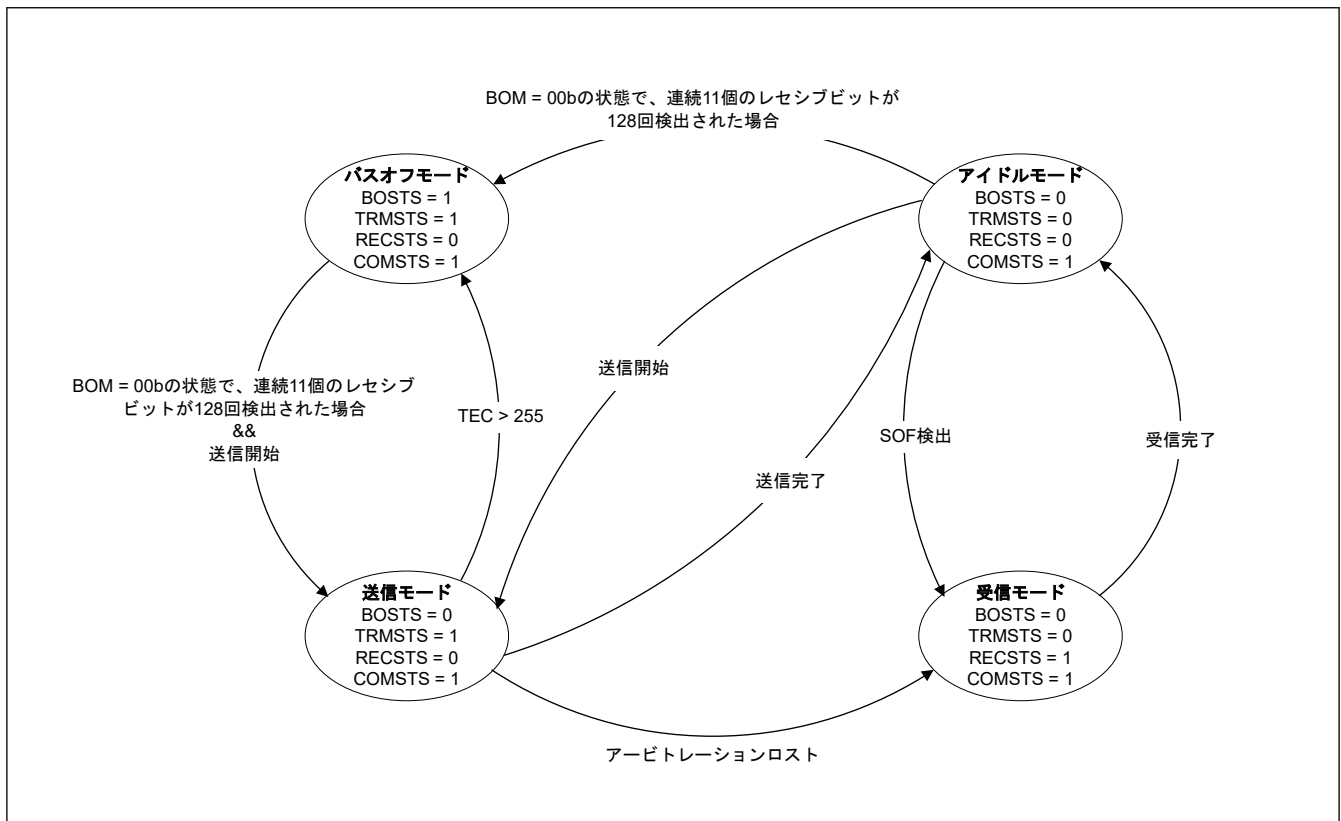 BOM = 00bの状態で、連続11個のレセシブビットが
128回検出された場合
バスオフモード
BOSTS = 1
TRMSTS = 1
RECSTS = 0
COMSTS = 1
アイドルモード
BOSTS = 0
TRMSTS = 0
RECSTS = 0
COMSTS = 1
BOM = 00bの状態で、連続11個のレセシブ
ビットが128回検出された場合
&&
送信開始
TEC > 255
送信開始
送信完了
SOF検出
受信完了
送信モード
BOSTS = 0
TRMSTS = 1
RECSTS = 0
COMSTS = 1
受信モード
BOSTS = 0
TRMSTS = 0
RECSTS = 1
COMSTS = 1
アービトレーションロスト